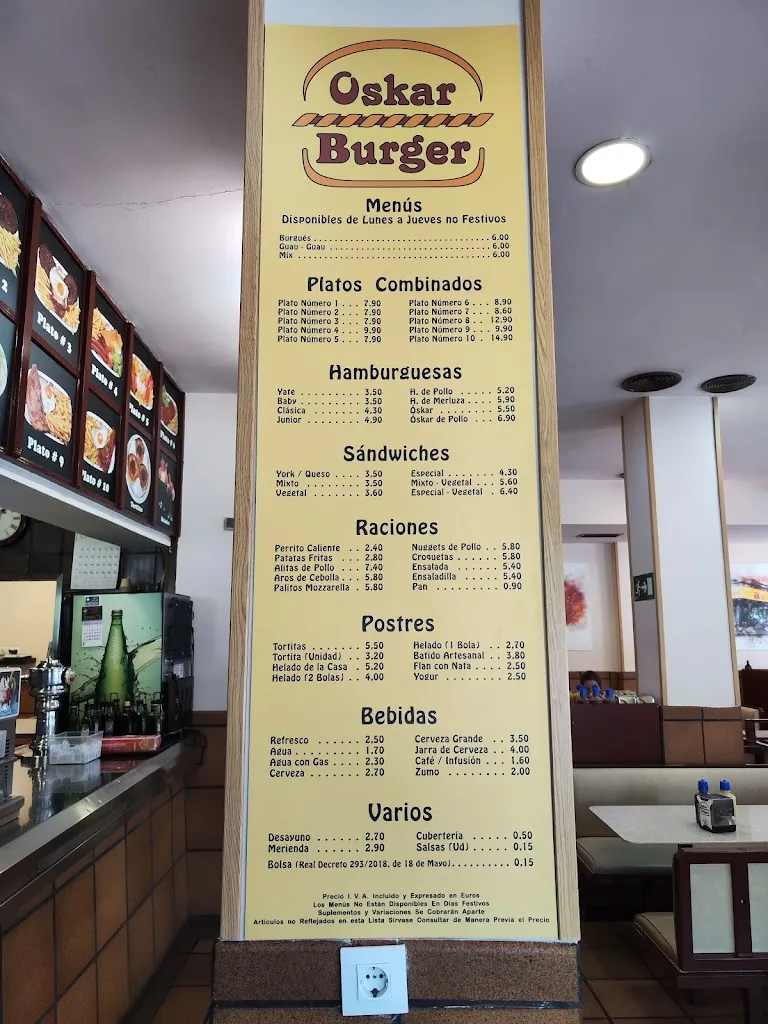 Oskar
Burger
Menús
Disponibles de Lunes a Jueves no Festivos
Burgués . . . . . . . . . . 6,00
Guau - Guau . . . . . . . . . . 6,00
Mix . . . . . . . . . . 6,00
Platos Combinados
Plato Número 1 . . . 7,90 Plato Número 6 . . . 8,90
Plato Número 2 . . . 7,90 Plato Número 7 . . . 8,60
Plato Número 3 . . . 7,90 Plato Número 8 . . 12,90
Plato Número 4 . . . 9,90 Plato Número 9 . . . 9,90
Plato Número 5 . . . 7,90 Plato Número 10 . 14,90
Hamburguesas
Yate . . . . . . . . . 3,50 H. de Pollo . . . . . 5,20
Baby . . . . . . . . . 3,50 H. de Merluza . . . . 5,90
Clásica . . . . . . . 4,30 Óskar . . . . . . . . 5,50
Junior . . . . . . . . 4,90 Óskar de Pollo . . . 6,90
Sándwiches
York / Queso . . . . 3,50 Especial . . . . . . . 4,30
Mixto . . . . . . . . 3,50 Mixto - Vegetal . . . 5,60
Vegetal . . . . . . . 3,60 Especial - Vegetal . 6,40
Raciones
Perrito Caliente . . 2,40 Nuggets de Pollo . . 5,80
Patatas Fritas . . . 2,80 Croquetas . . . . . . 5,80
Alitas de Pollo . . . 7,40 Ensalada . . . . . . 5,40
Aros de Cebolla . . . 5,80 Ensaladilla . . . . . 5,40
Palitos Mozzarella . 5,80 Pan . . . . . . . . . 0,90
Postres
Tortitas . . . . . . . 5,50 Helado (1 Bola) . . 2,70
Tortita (Unidad) . . 3,20 Batido Artesanal . . 3,80
Helado de la Casa . 5,20 Flan con Nata . . . . 2,50
Helado (2 Bolas) . . 4,00 Yogur . . . . . . . . 2,50
Bebidas
Refresco . . . . . . . 2,50 Cerveza Grande . . 3,50
Agua . . . . . . . . . 1,70 Jarra de Cerveza . . 4,00
Agua con Gas . . . . 2,30 Café / Infusión . . . 1,60
Cerveza . . . . . . . 2,70 Zumo . . . . . . . . 2,00
Varios
Desayuno . . . . . . 2,70 Cubertería . . . . . 0,50
Merienda . . . . . . 2,90 Salsas (Ud) . . . . . 0,15
Bolsa (Real Decreto 293/2018, de 18 de Mayo) . . . . . . . . . . 0,15
Precio I. V. A. Incluido y Expresado en Euros
Los Menús No Están Disponibles En Días Festivos
Suplementos y Variaciones Se Cobrarán Aparte
Artículos no Reflejados en esta Lista Sírvase Consultar de Manera Previa el Precio
2
Plato # 3
Plato # 4
Plato # 5
Plato # 6
Plato # 9
Plato # 10
Tortitas